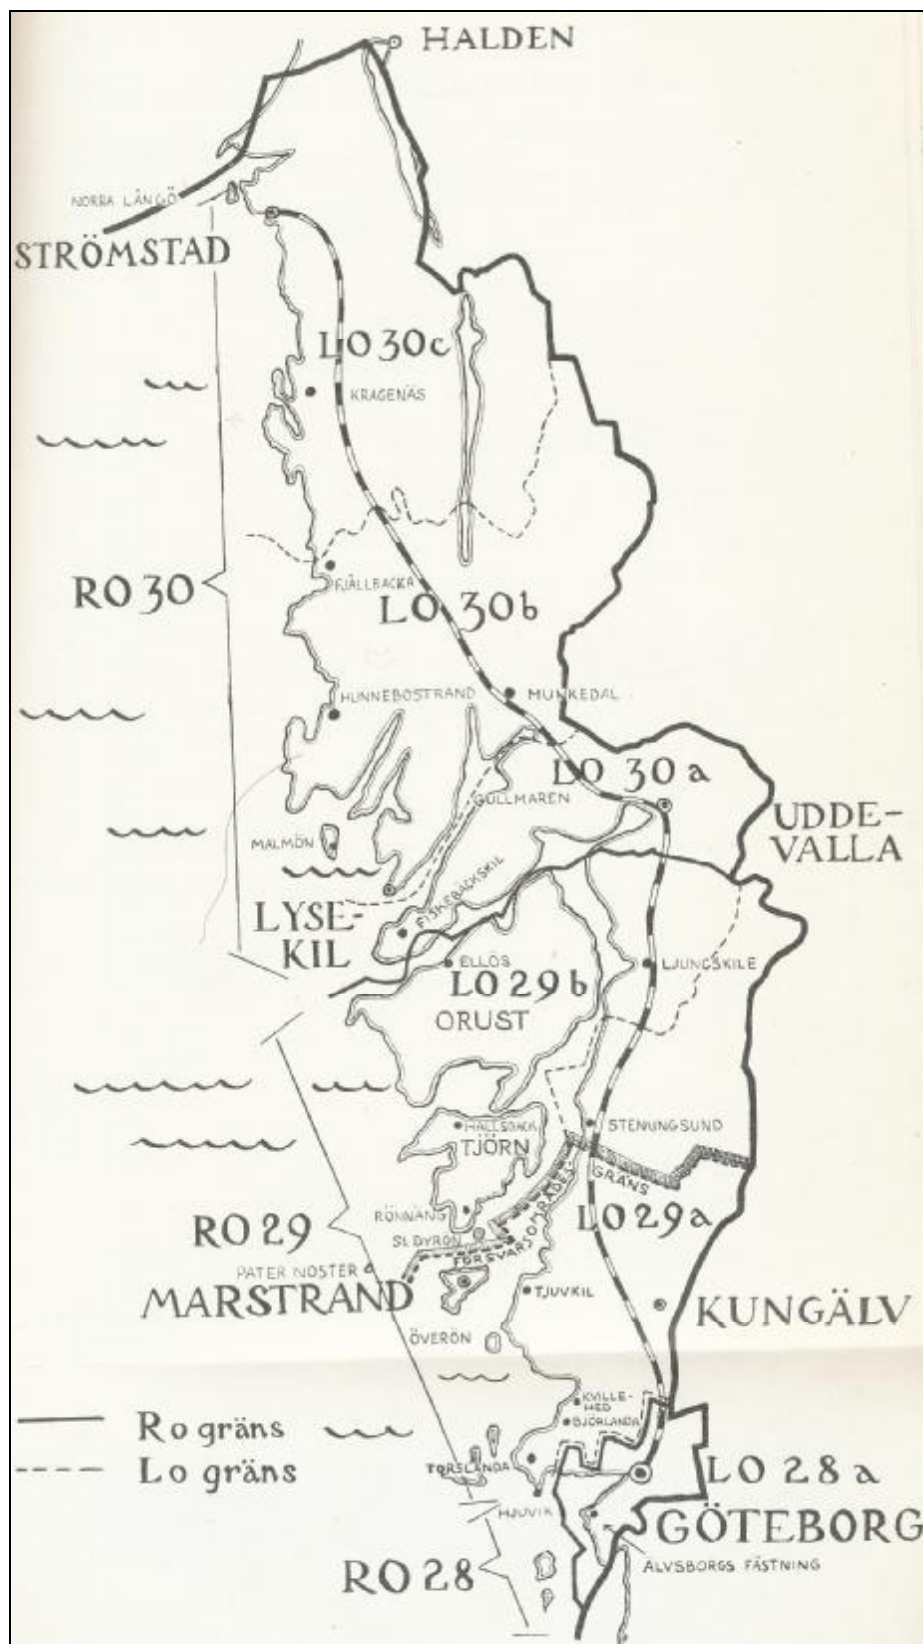 HALDEN
NORRA LÅNGÖ
STRÖMSTAD
LO 30c
KRAGENÄS
RO 30
FJÄLLBACKA
LO 30b
HUNNEBOSTRAND
MUNKEDAL
LO 30a
GULLMAREN
UDDE-
VALLA
MALMÖN
LYSE-
KIL
FISKEBÄCKSKIL
ELLÖS
LJUNGSKILE
LO 29b
ORUST
HALLSBÄCK
TJÖRN
STENUNGSUND
FÖRSVARSOMRÅDES-
GRÄNS
RÖNNÄNG
LO 29a
RO 29
St. DYRÖN
PATER NOSTER
MARSTRAND
TJUVKIL
KUNGÄLV
ÖVERÖN
KVILLE-
HED
BJÖRLANDA
Ro gräns
Lo gräns
TORSLANDA
LO 28a
HJUVIK
GÖTEBORG
ÄLVSBORGS FÄSTNING
RO 28